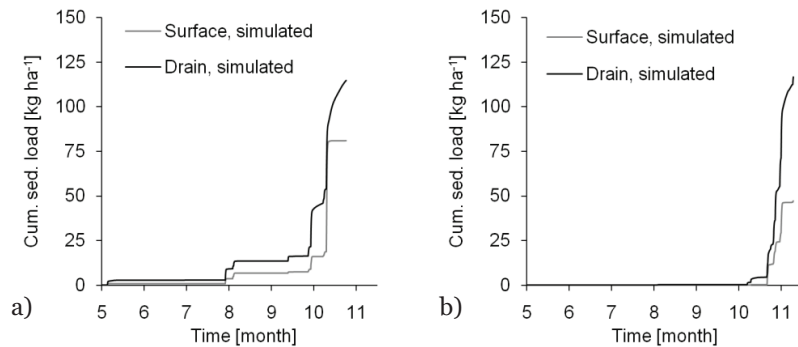 150
125
100
75
50
25
0
Cum. sed. load [kg ha⁻¹]
Surface, simulated
Drain, simulated
5 6 7 8 9 10 11
Time [month]
a)
150
125
100
75
50
25
0
Cum. sed. load [kg ha⁻¹]
Surface, simulated
Drain, simulated
5 6 7 8 9 10 11
Time [month]
b)